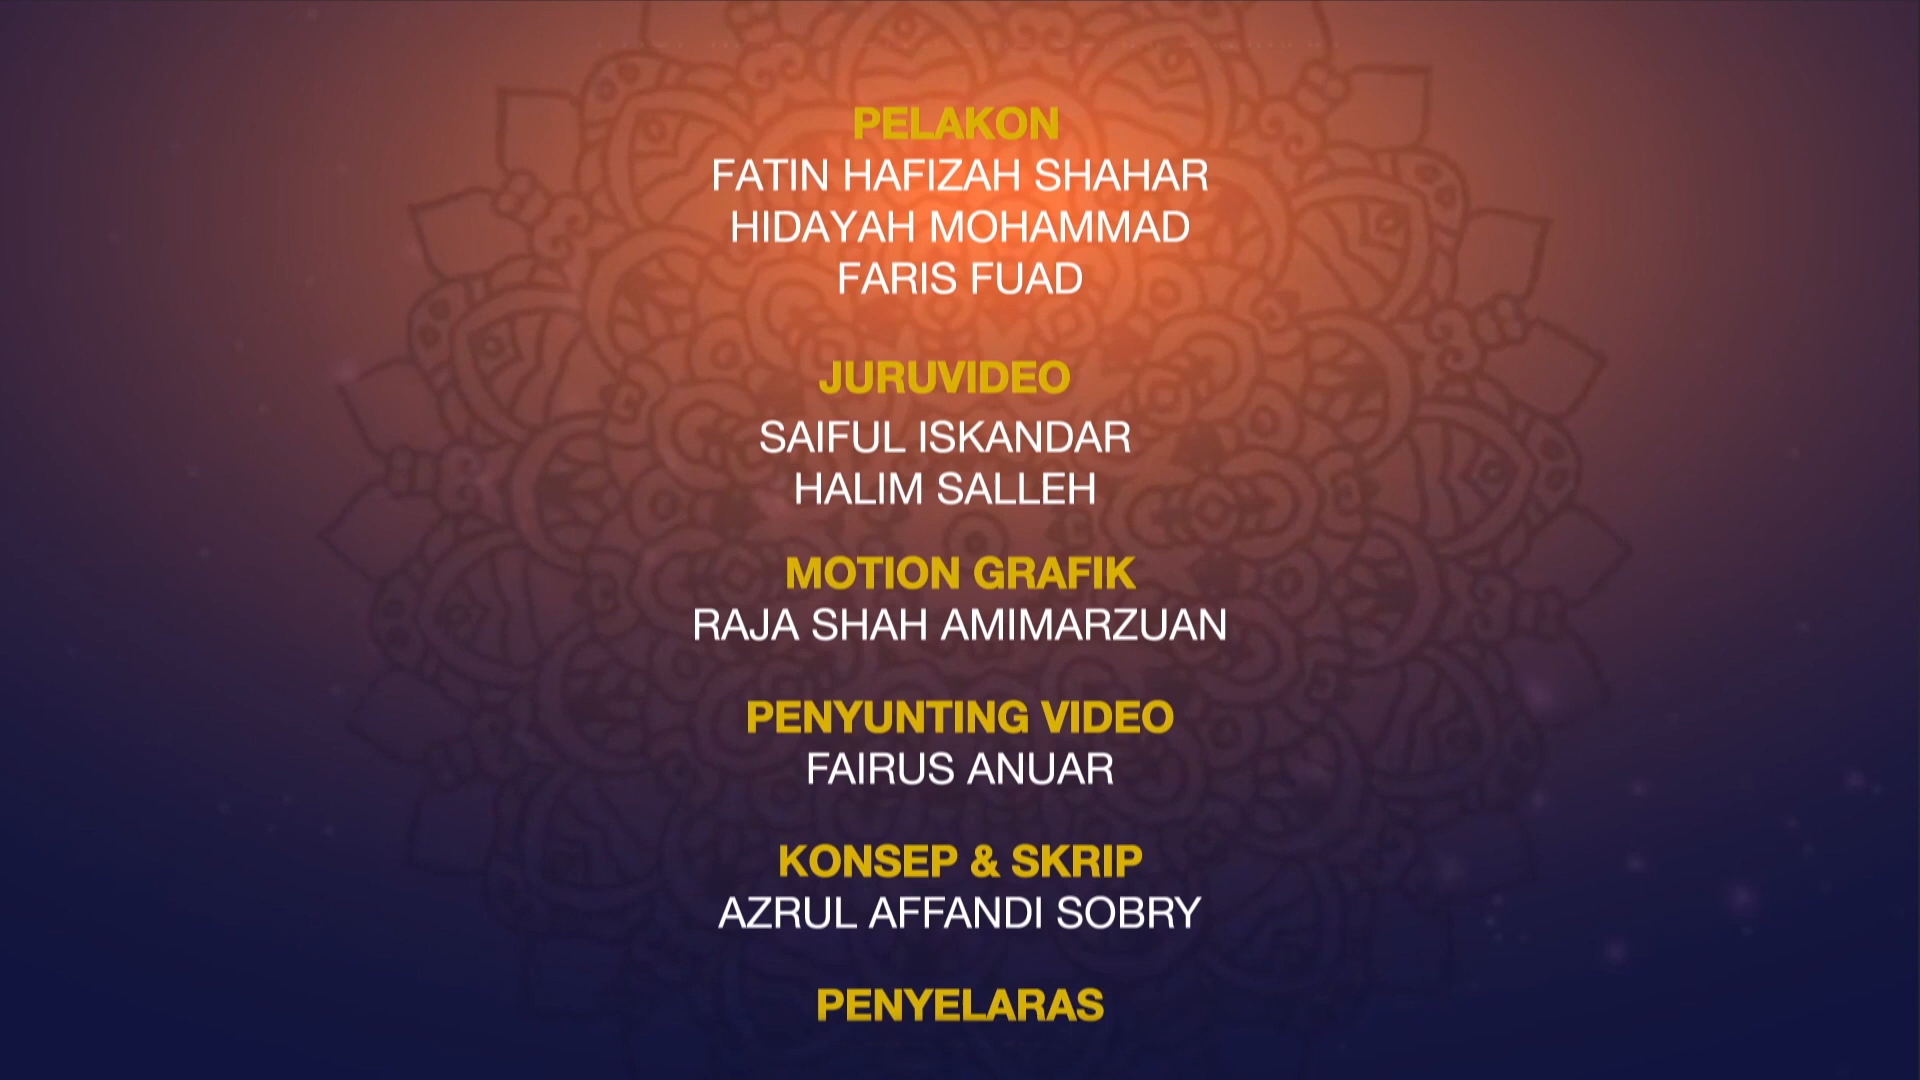 PELAKON
FATIN HAFIZAH SHAHAR
HIDAYAH MOHAMMAD
FARIS FUAD
JURUVIDEO
SAIFUL ISKANDAR
HALIM SALLEH
MOTION GRAFIK
RAJA SHAH AMIMARZUAN
PENYUNTING VIDEO
FAIRUS ANUAR
KONSEP & SKRIP
AZRUL AFFANDI SOBRY
PENYELARAS